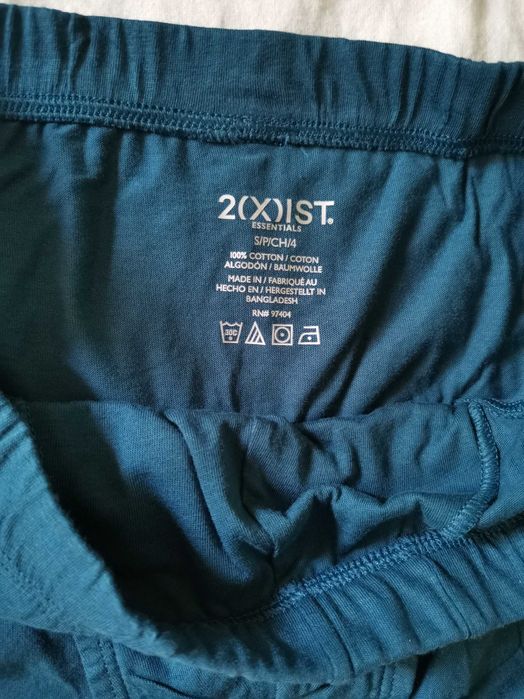 2(X)IST®
ESSENTIALS
S/P/CH/4
100% COTTON / COTON
ALGODÓN / BAUMWOLLE
MADE IN / FABRIQUÉ AU
HECHO EN / HERGESTELLT IN
BANGLADESH
RN# 97404
30C